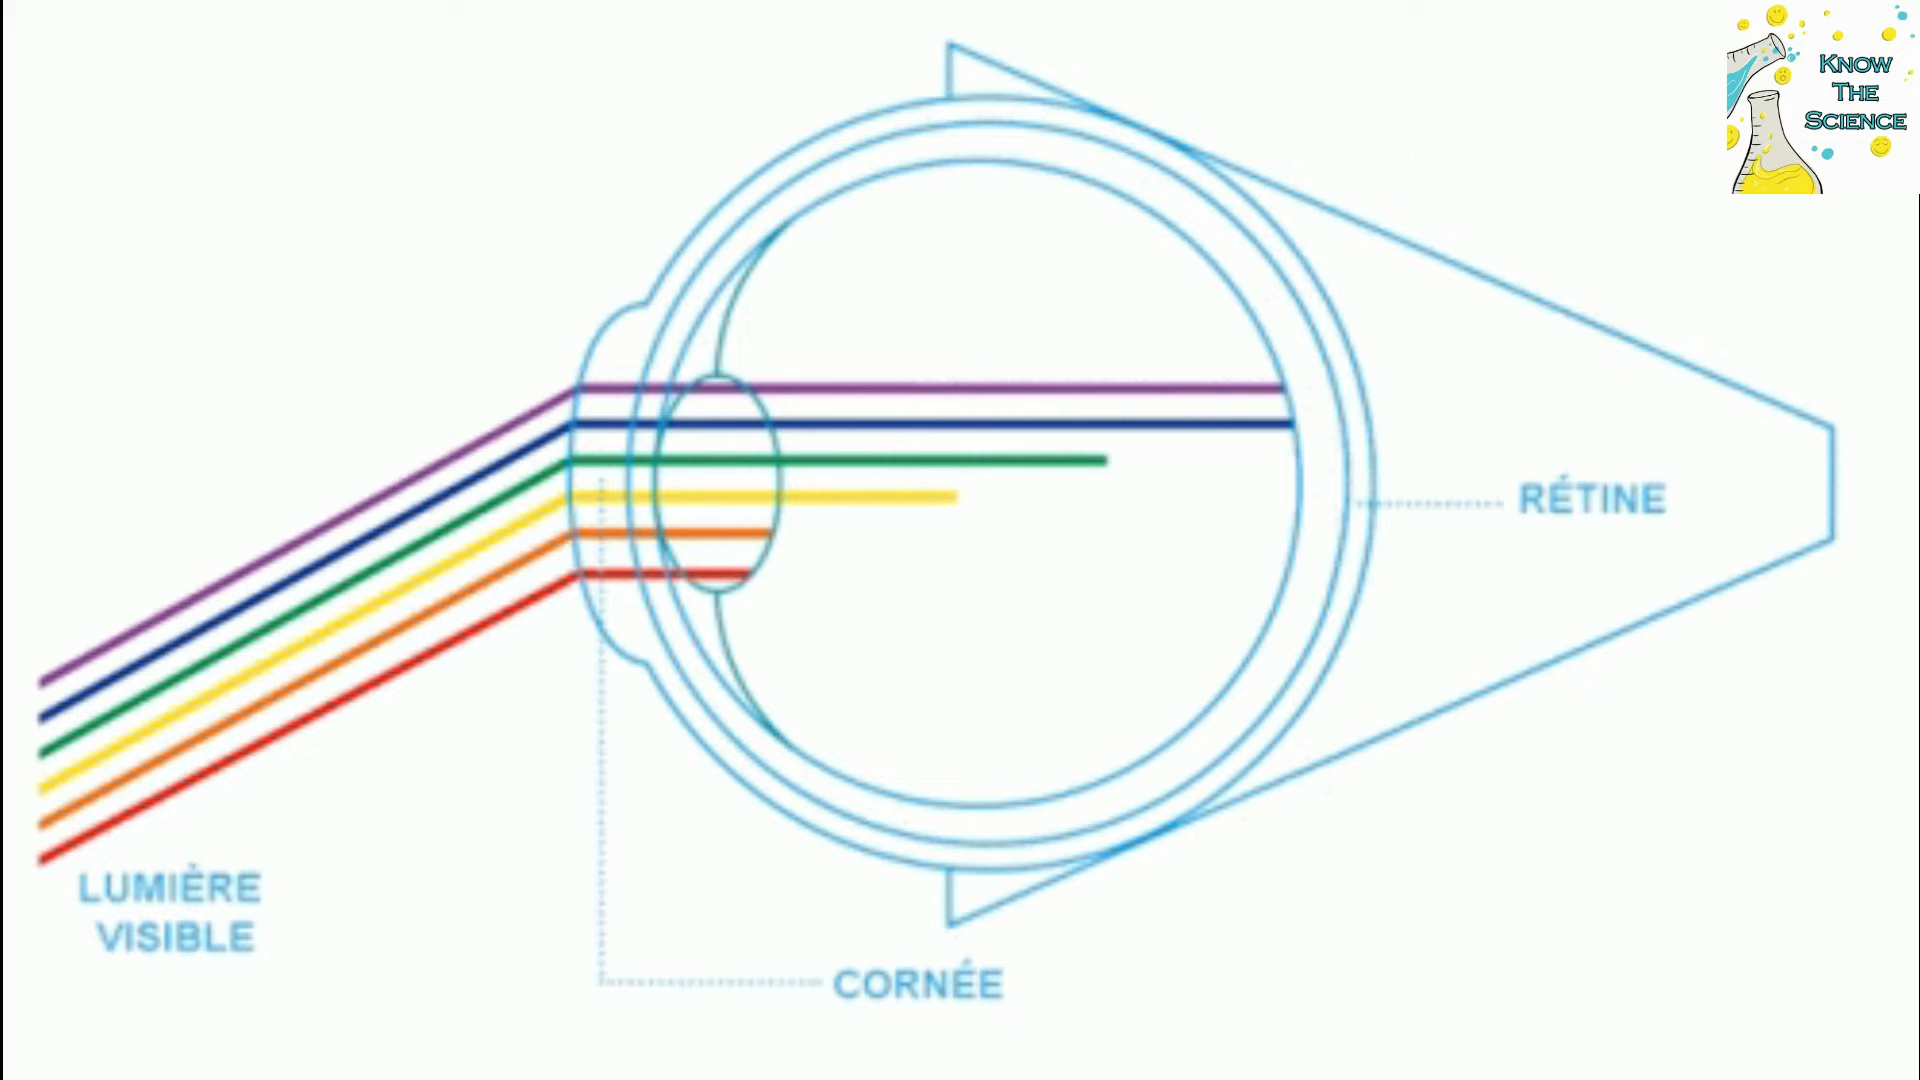 KNOW
THE
SCIENCE
RÉTINE
LUMIÈRE
VISIBLE
CORNÉE